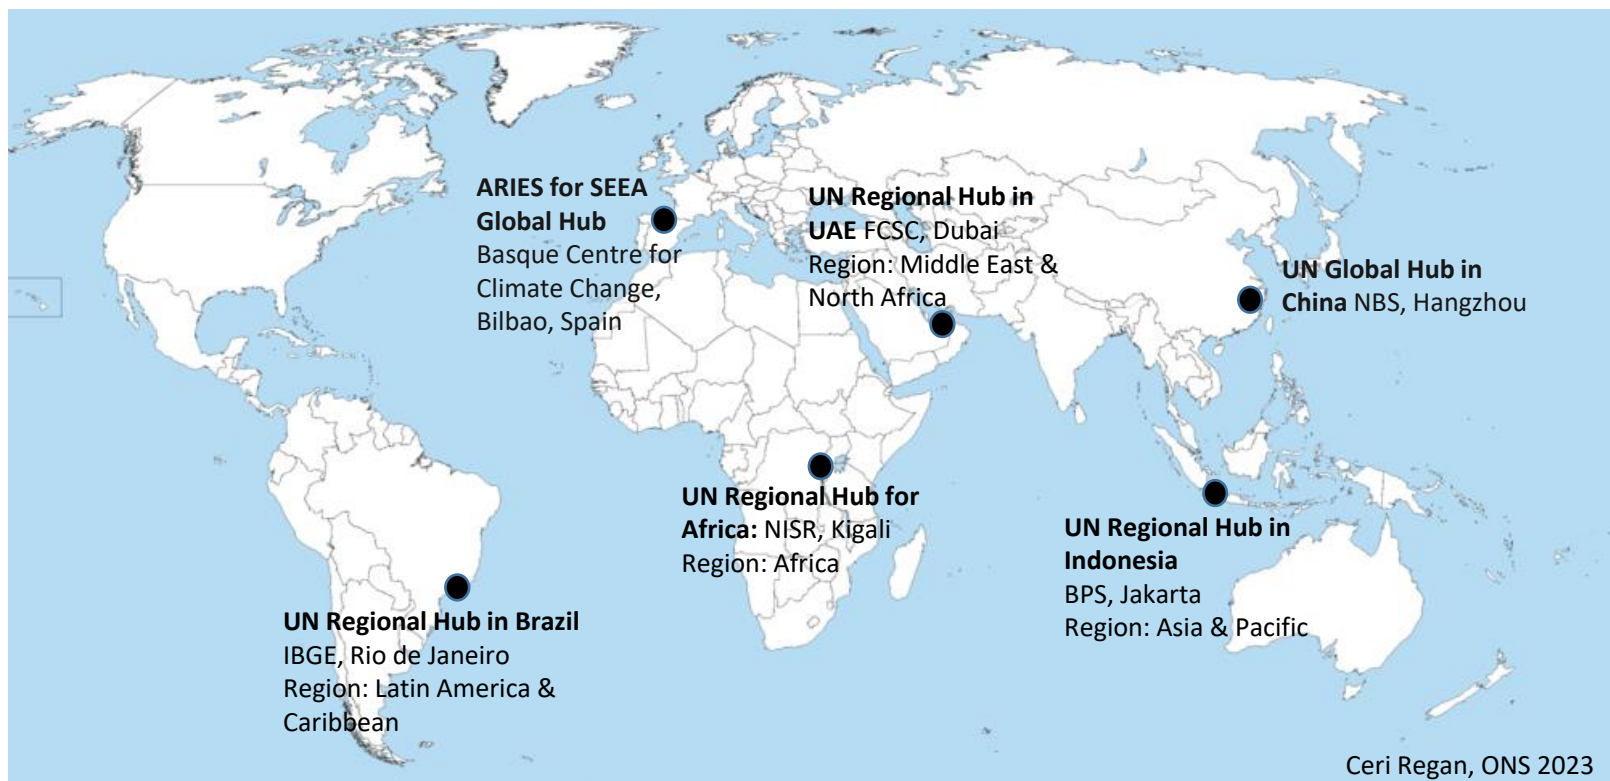 ARIES for SEEA
Global Hub
Basque Centre for
Climate Change,
Bilbao, Spain
UN Regional Hub in
UAE FCSC, Dubai
Region: Middle East &
North Africa
UN Global Hub in
China NBS, Hangzhou
UN Regional Hub for
Africa: NISR, Kigali
Region: Africa
UN Regional Hub in
Indonesia
BPS, Jakarta
Region: Asia & Pacific
UN Regional Hub in Brazil
IBGE, Rio de Janeiro
Region: Latin America &
Caribbean
Ceri Regan, ONS 2023